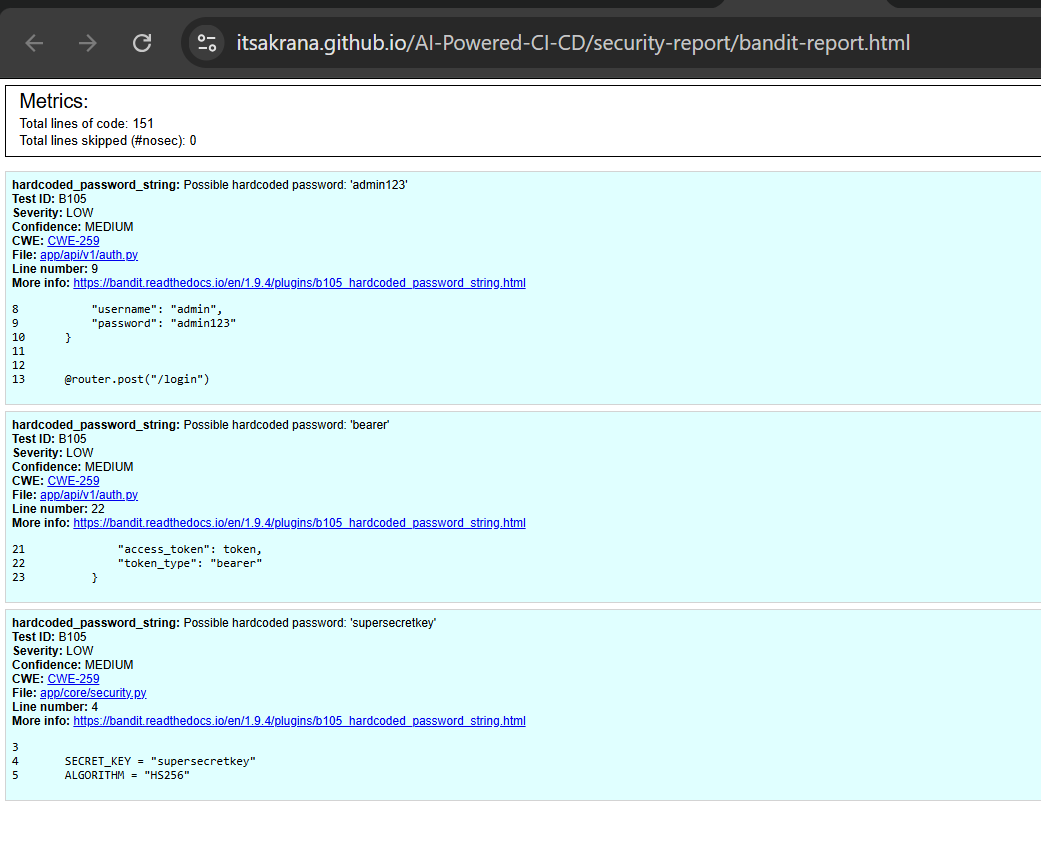 itsakrana.github.io/AI-Powered-CI-CD/security-report/bandit-report.html
Metrics:
Total lines of code: 151
Total lines skipped (#nosec): 0
hardcoded_password_string: Possible hardcoded password: 'admin123'
Test ID: B105
Severity: LOW
Confidence: MEDIUM
CWE: CWE-259
File: app/api/v1/auth.py
Line number: 9
More info: https://bandit.readthedocs.io/en/1.9.4/plugins/b105_hardcoded_password_string.html
8 "username": "admin",
9 "password": "admin123"
10 }
11
12
13 @router.post("/login")
hardcoded_password_string: Possible hardcoded password: 'bearer'
Test ID: B105
Severity: LOW
Confidence: MEDIUM
CWE: CWE-259
File: app/api/v1/auth.py
Line number: 22
More info: https://bandit.readthedocs.io/en/1.9.4/plugins/b105_hardcoded_password_string.html
21 "access_token": token,
22 "token_type": "bearer"
23 }
hardcoded_password_string: Possible hardcoded password: 'supersecretkey'
Test ID: B105
Severity: LOW
Confidence: MEDIUM
CWE: CWE-259
File: app/core/security.py
Line number: 4
More info: https://bandit.readthedocs.io/en/1.9.4/plugins/b105_hardcoded_password_string.html
3
4 SECRET_KEY = "supersecretkey"
5 ALGORITHM = "HS256"